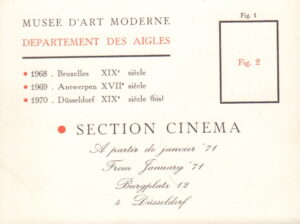 MUSEE D'ART MODERNE
Fig. 1
DEPARTEMENT DES AIGLES
Fig. 2
• 1968 . Bruxelles XIXe siècle
• 1969 . Antwerpen XVIIe siècle
• 1970 . Düsseldorf XIXe siècle (bis)
• SECTION CINEMA
A partir de janvier '71
From January '71
Burgplatz 12
4 Düsseldorf